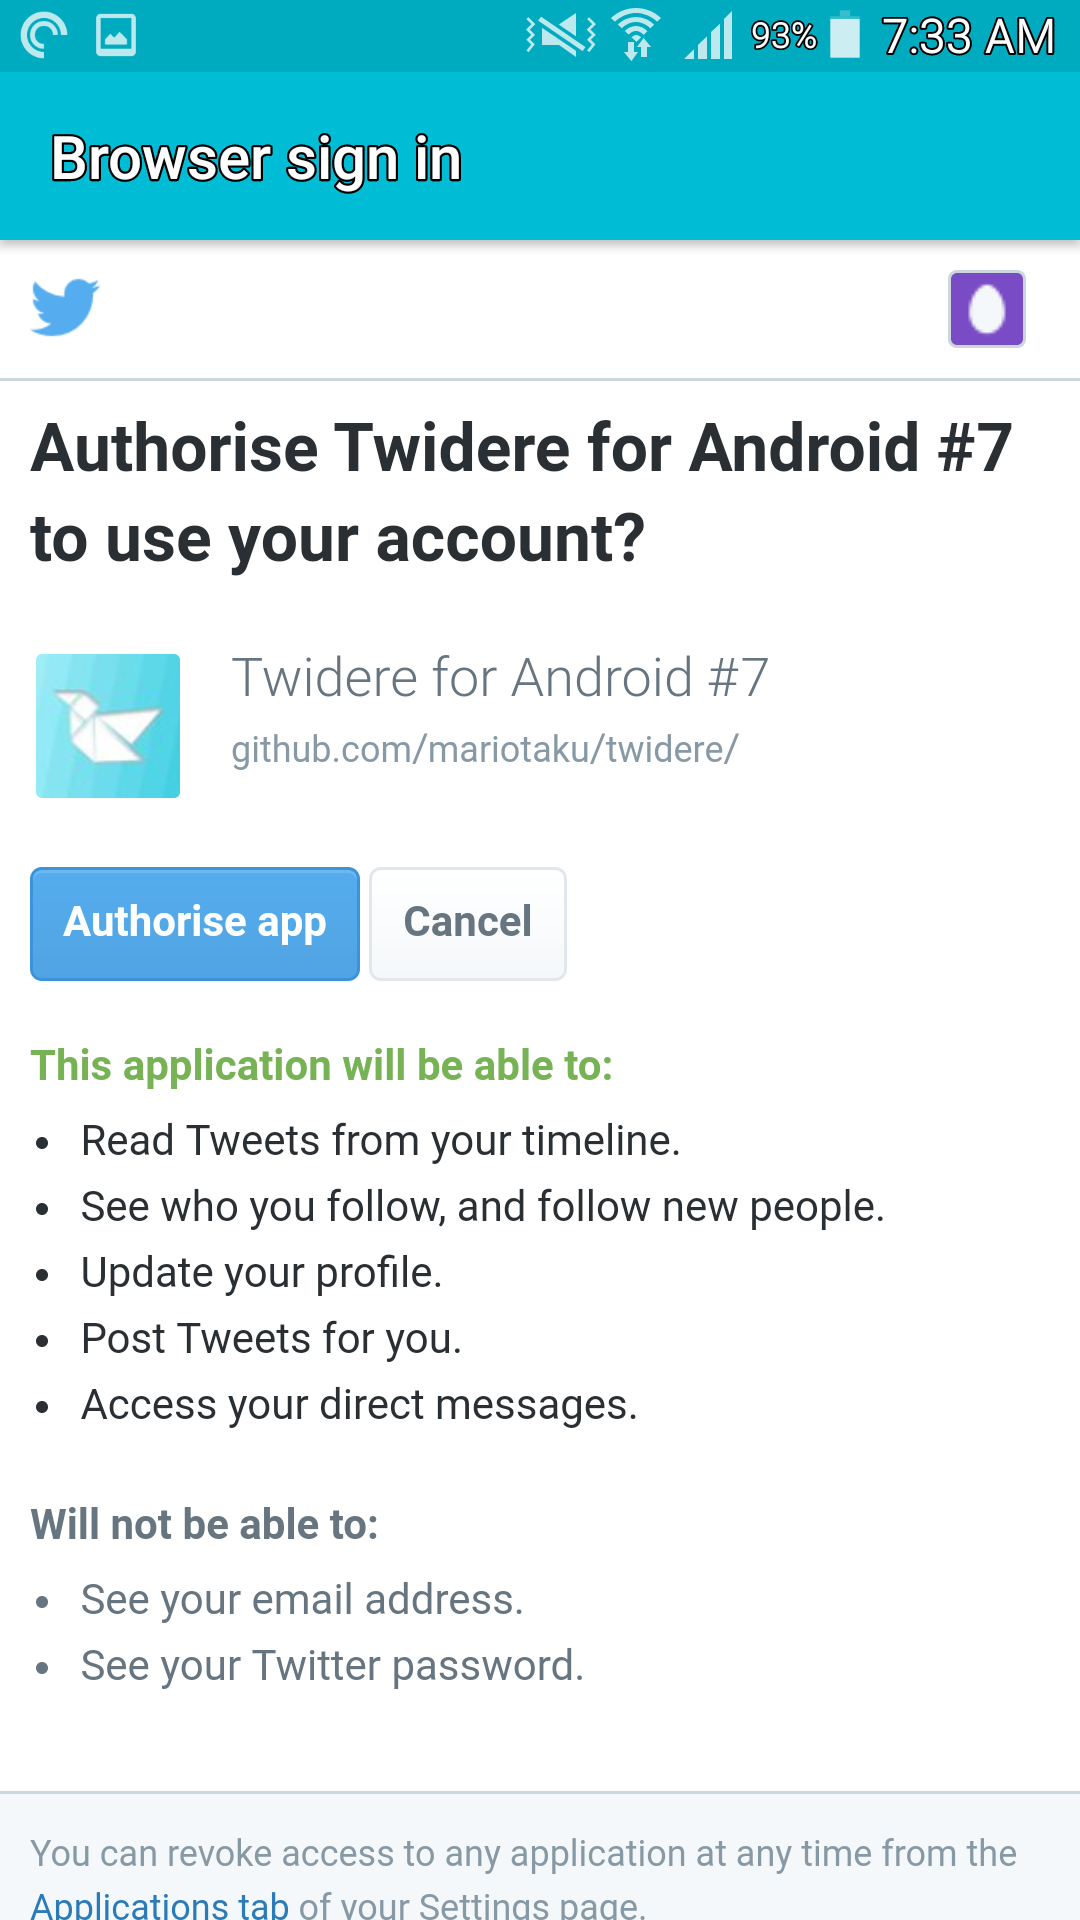 93% 7:33 AM
Browser sign in
Authorise Twidere for Android #7
to use your account?
Twidere for Android #7
github.com/mariotaku/twidere/
Authorise app Cancel
This application will be able to:
• Read Tweets from your timeline.
• See who you follow, and follow new people.
• Update your profile.
• Post Tweets for you.
• Access your direct messages.
Will not be able to:
• See your email address.
• See your Twitter password.
You can revoke access to any application at any time from the
Applications tab of your Settings page.